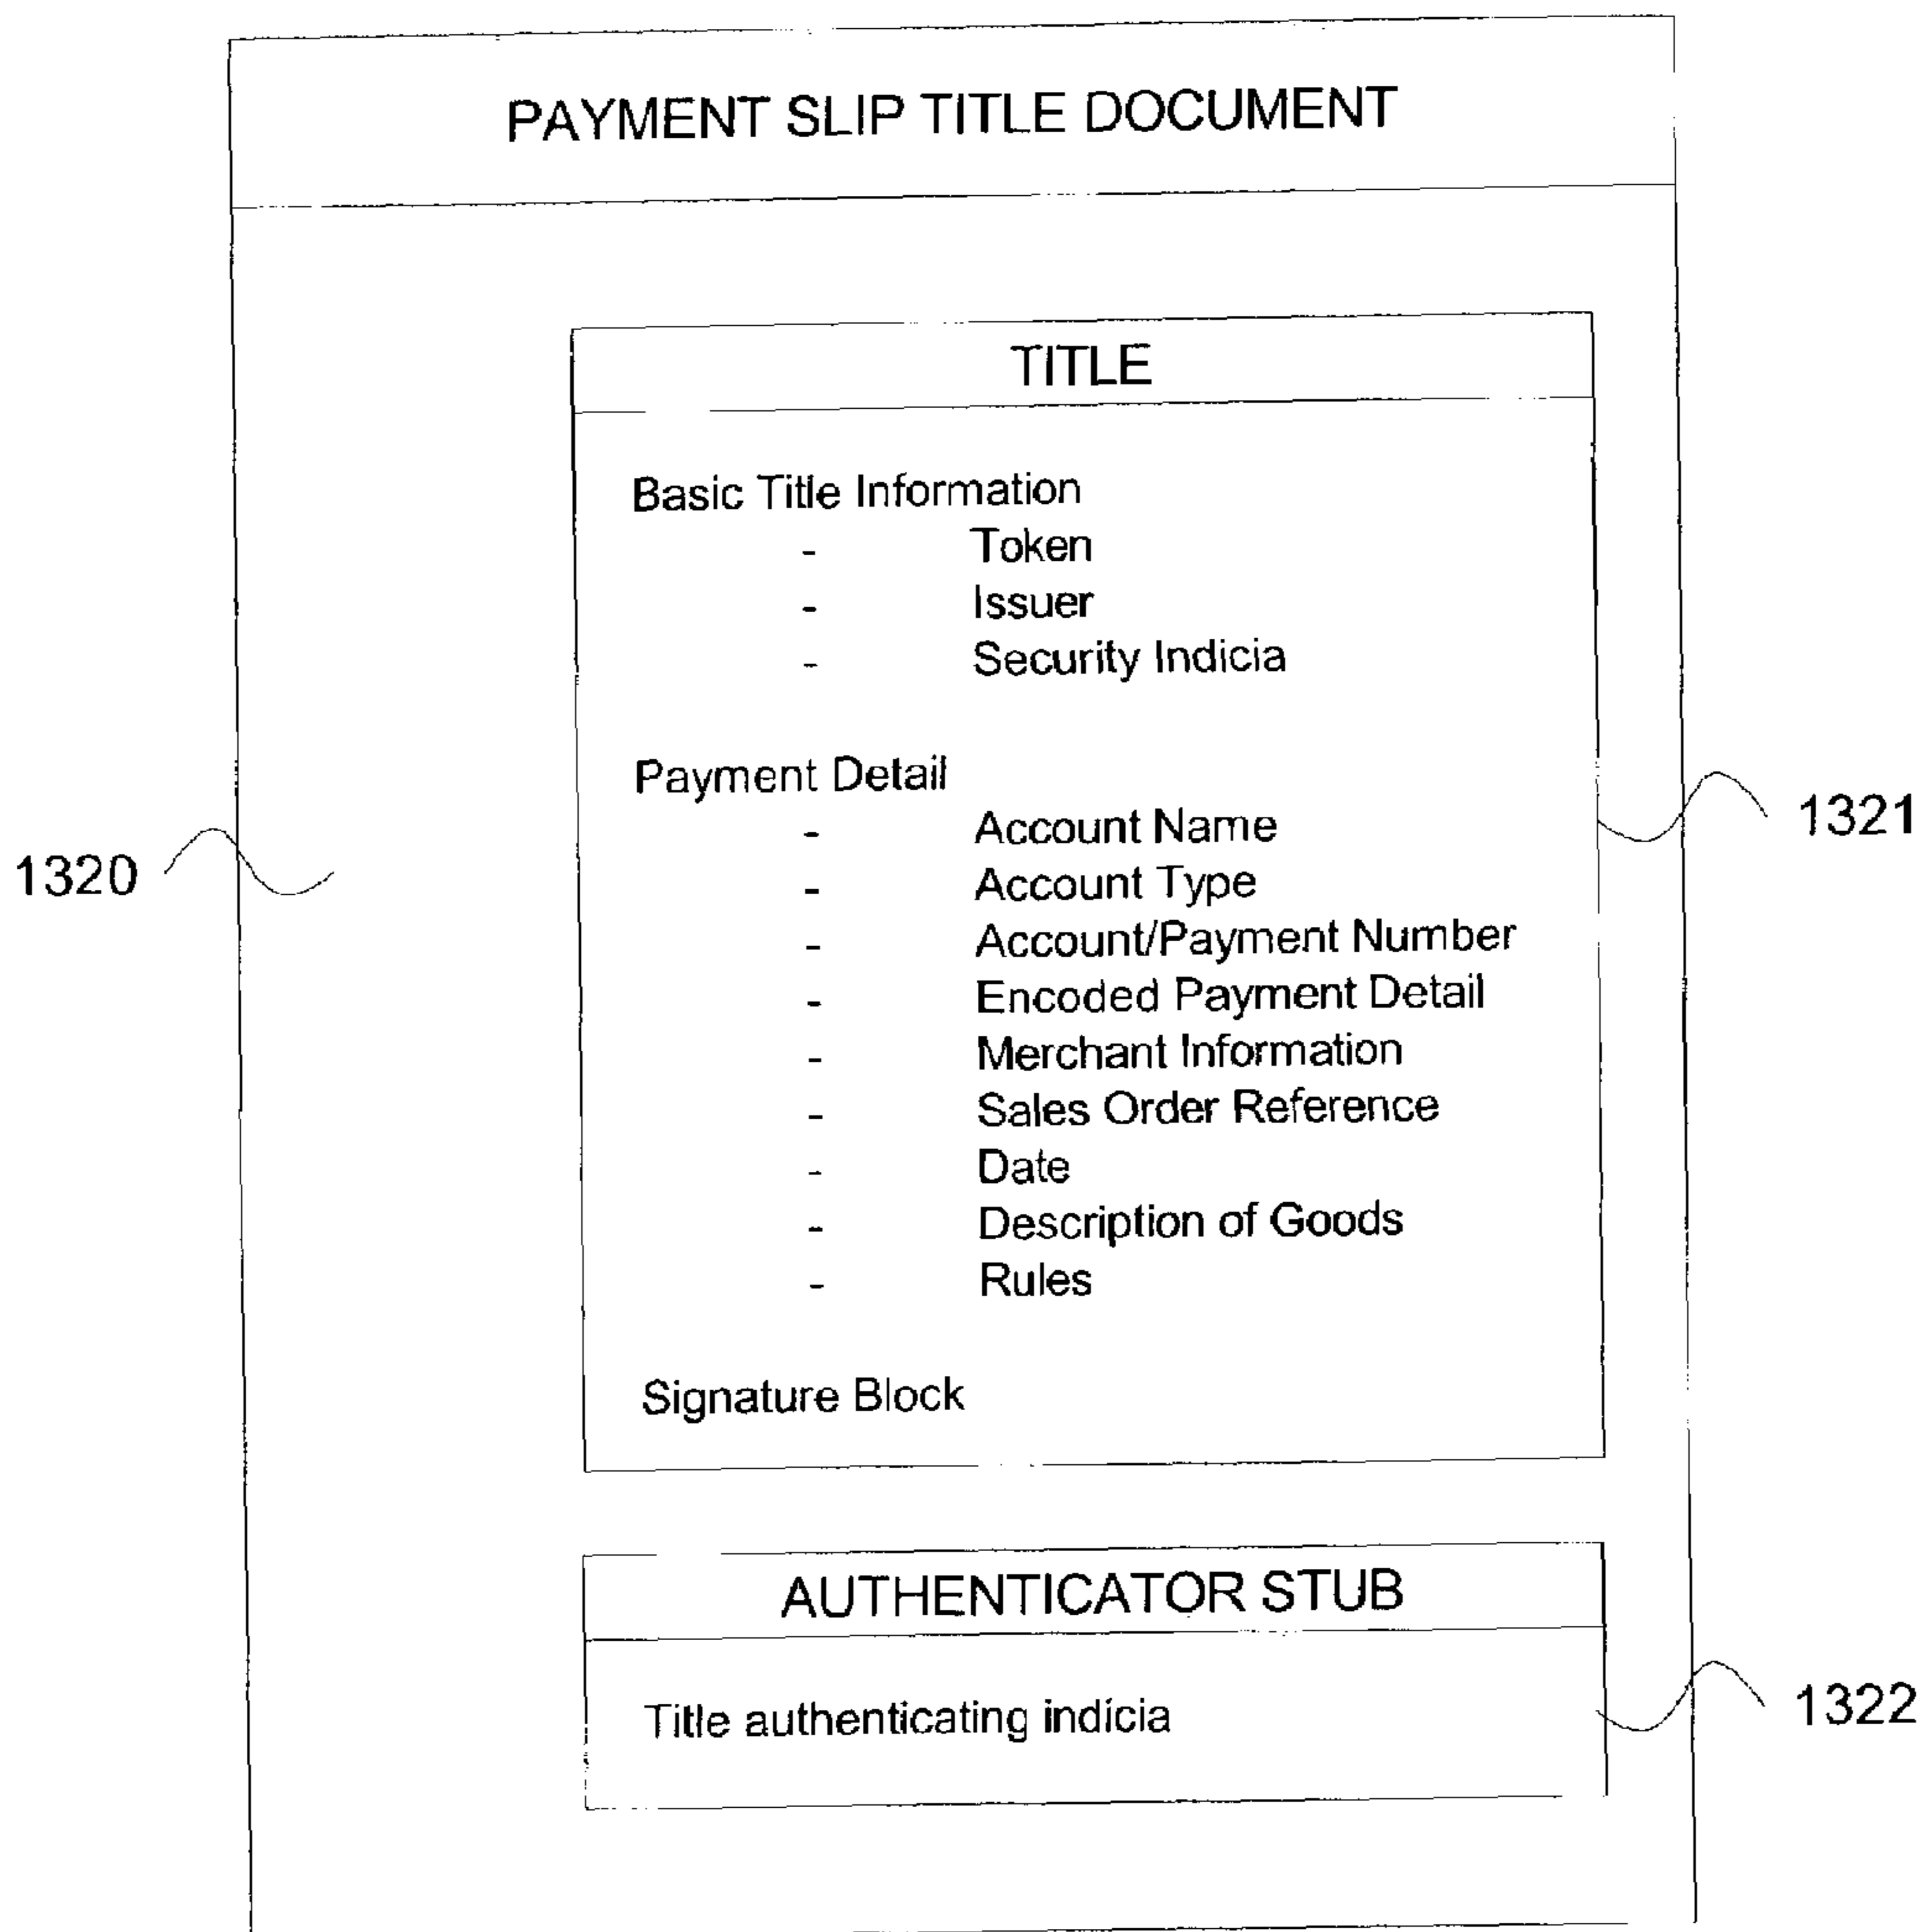 PAYMENT SLIP TITLE DOCUMENT
TITLE
Basic Title Information
- Token
- Issuer
- Security Indicia
Payment Detail
- Account Name
- Account Type
- Account/Payment Number
- Encoded Payment Detail
- Merchant Information
- Sales Order Reference
- Date
- Description of Goods
- Rules
Signature Block
1320
1321
AUTHENTICATOR STUB
Title authenticating indicia
1322